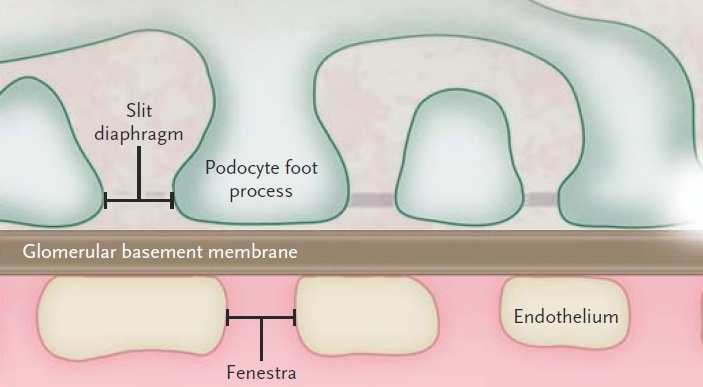 Slit
diaphragm
Podocyte foot
process
Glomerular basement membrane
Endothelium
Fenestra